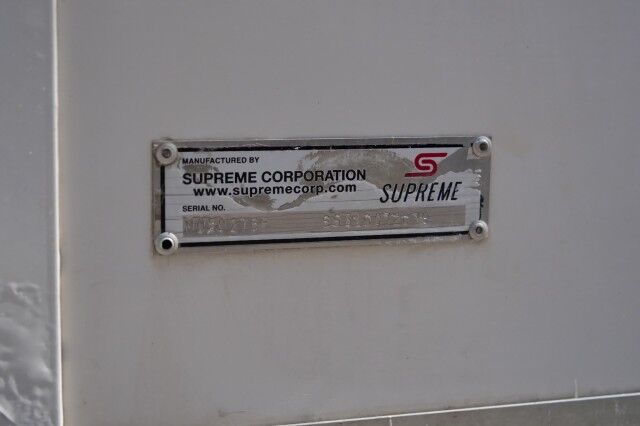 MANUFACTURED BY
SUPREME CORPORATION
www.supremecorp.com
SUPREME
SERIAL NO.